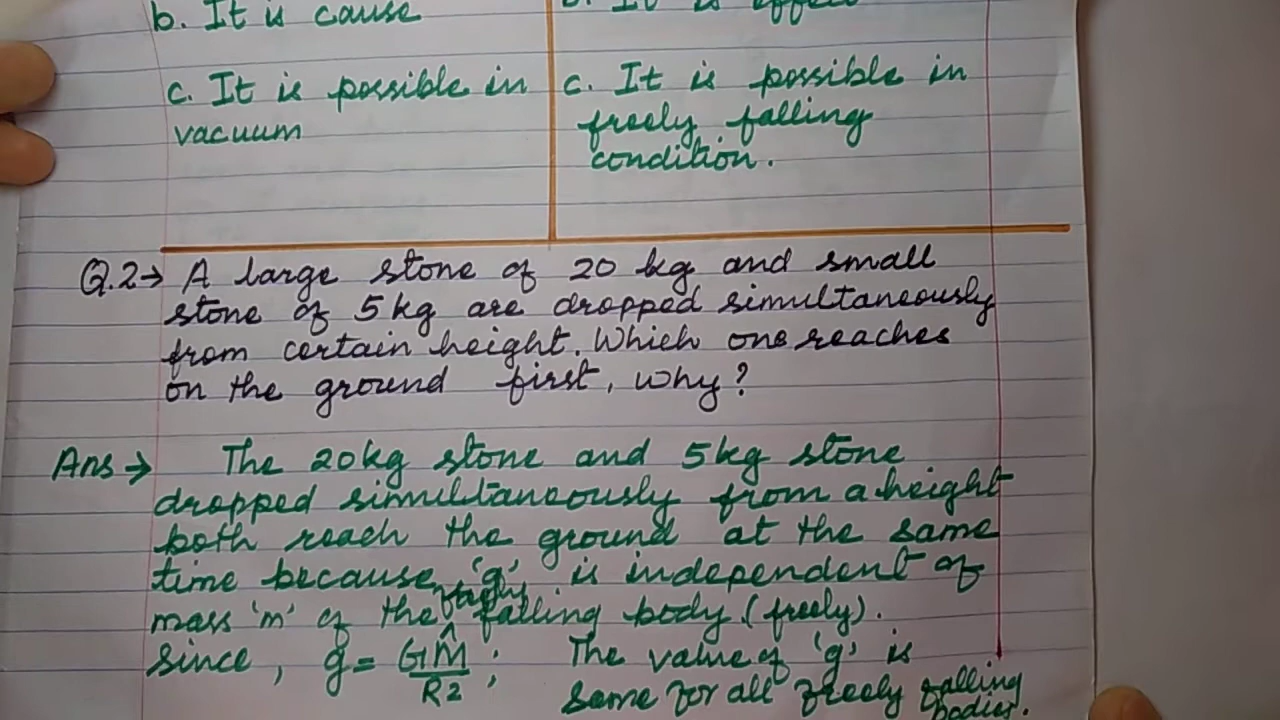 b. It is cause
b. It is effect
c. It is possible in
vacuum
c. It is possible in
freely falling
condition.
Q.2→ A large stone of 20 kg and small
stone of 5 kg are dropped simultaneously
from certain height. Which one reaches
on the ground first, why?
Ans→ The 20kg stone and 5kg stone
dropped simultaneously from a height
both reach the ground at the same
time because 'g' is independent of
mass 'm' of the freely falling body (freely).
since, g = GM/R2 ; The value of 'g' is
same for all freely falling
bodies.